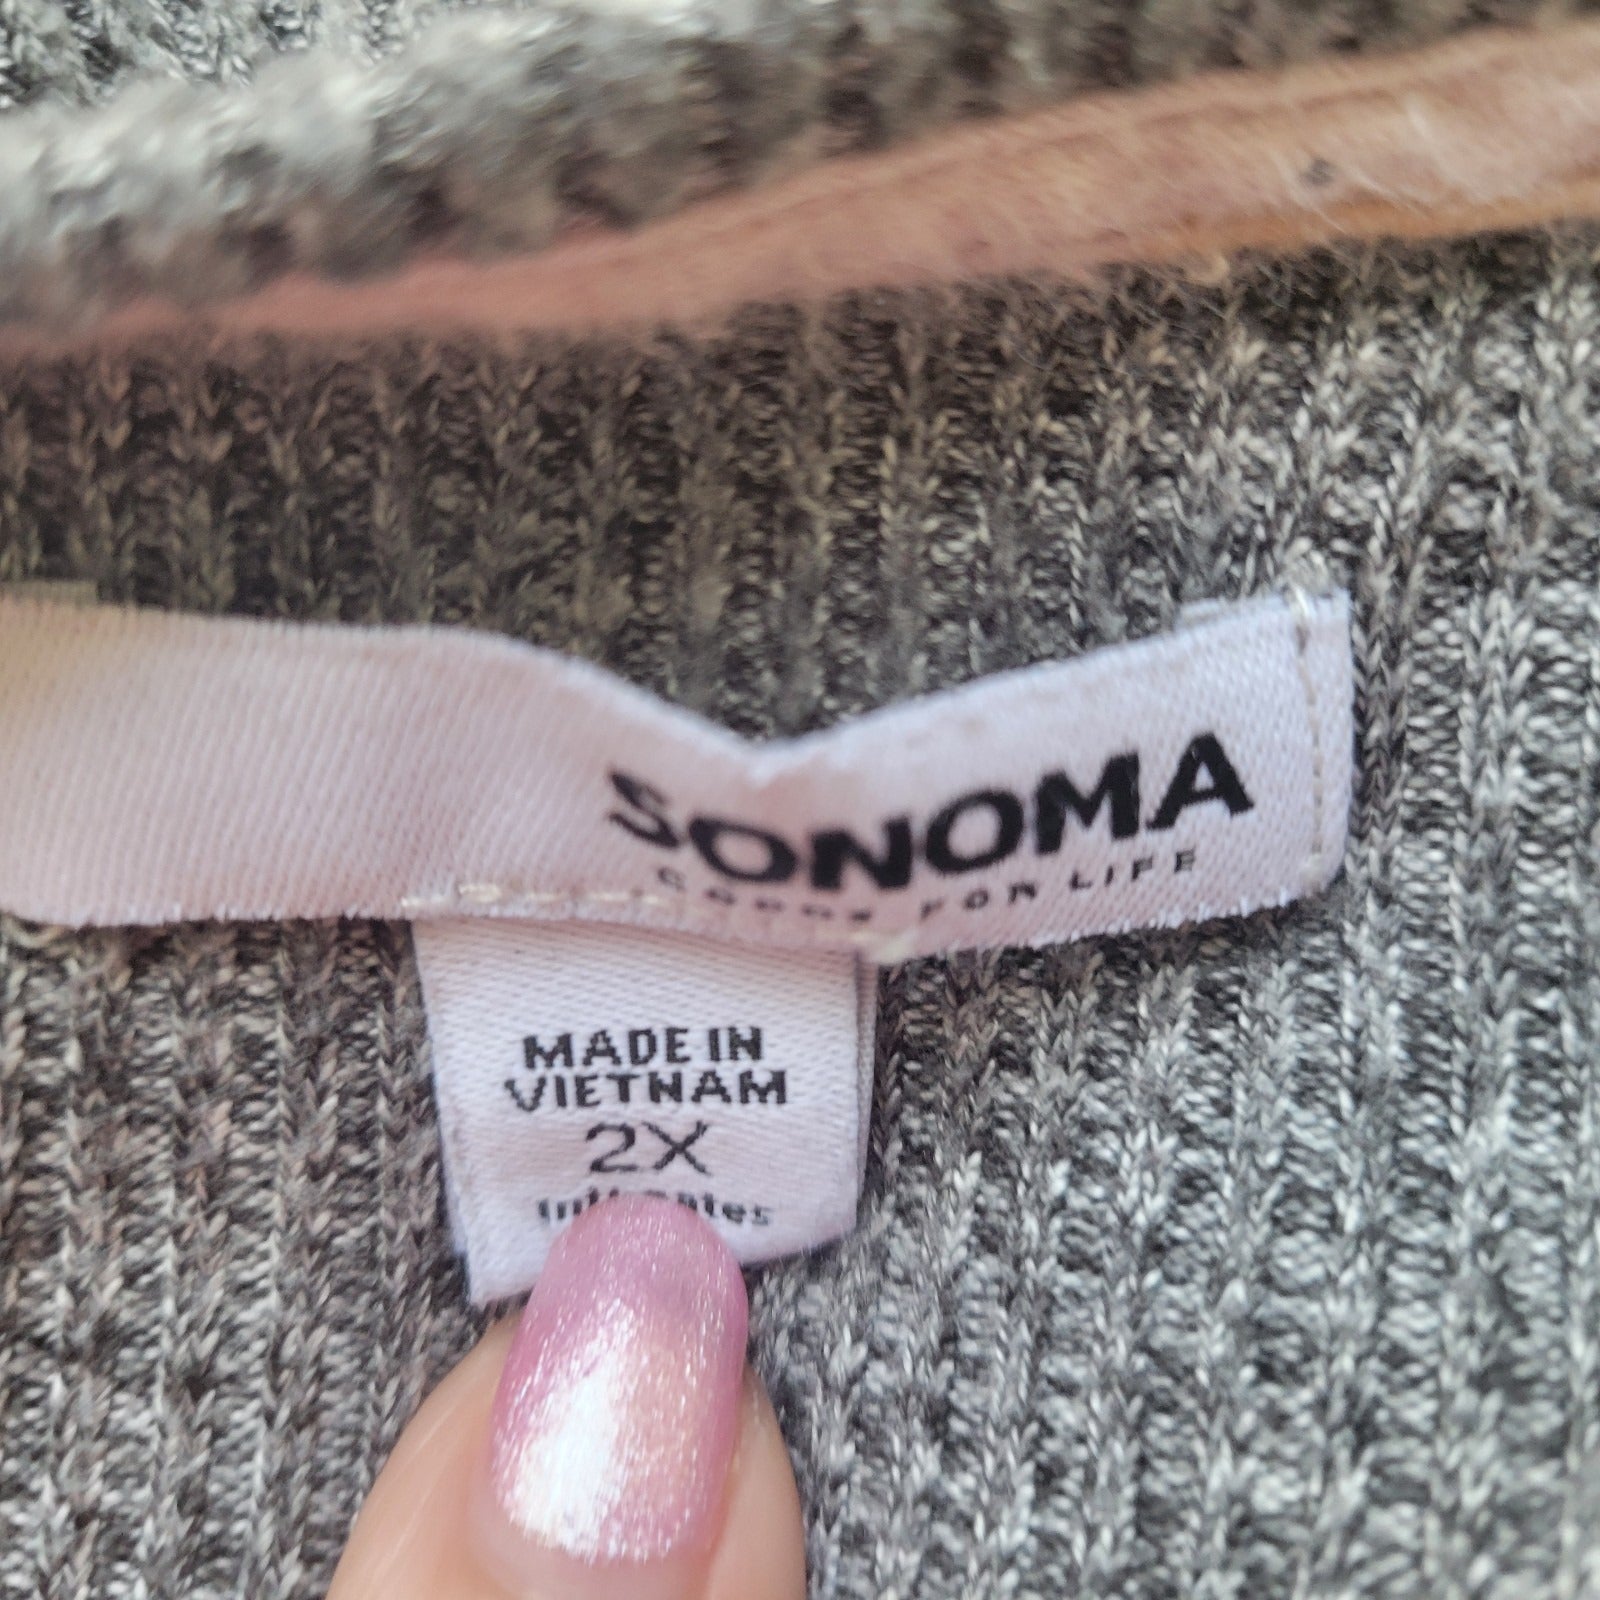 SONOMA
GOODS FOR LIFE
MADE IN
VIETNAM
2X